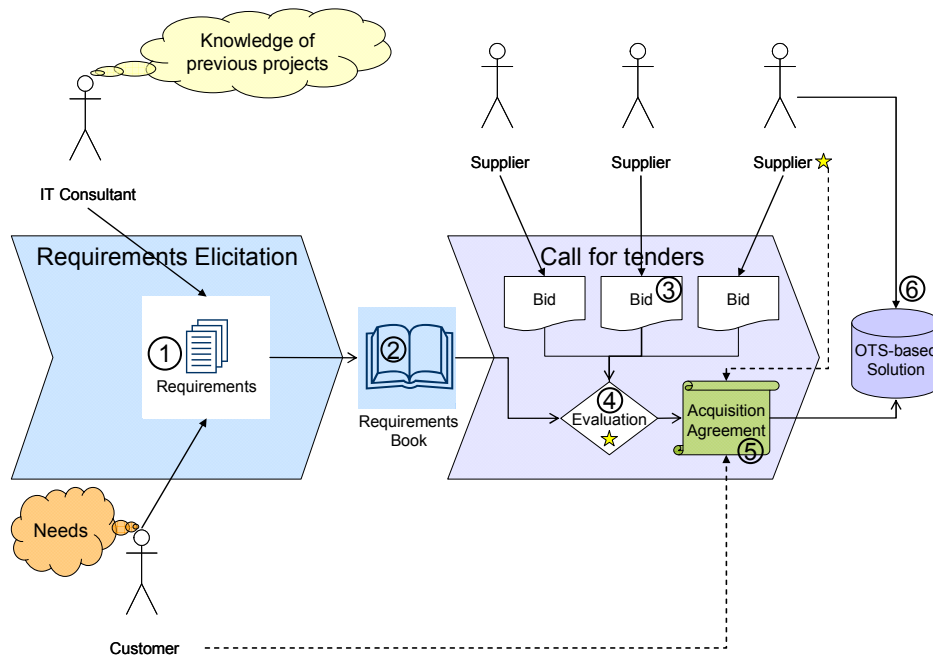 Knowledge of
previous projects
IT Consultant
Supplier
Supplier
Supplier
Requirements Elicitation
Call for tenders
1
Requirements
2
Requirements
Book
Bid
Bid
3
Bid
4
Evaluation
Acquisition
Agreement
5
6
OTS-based
Solution
Needs
Customer